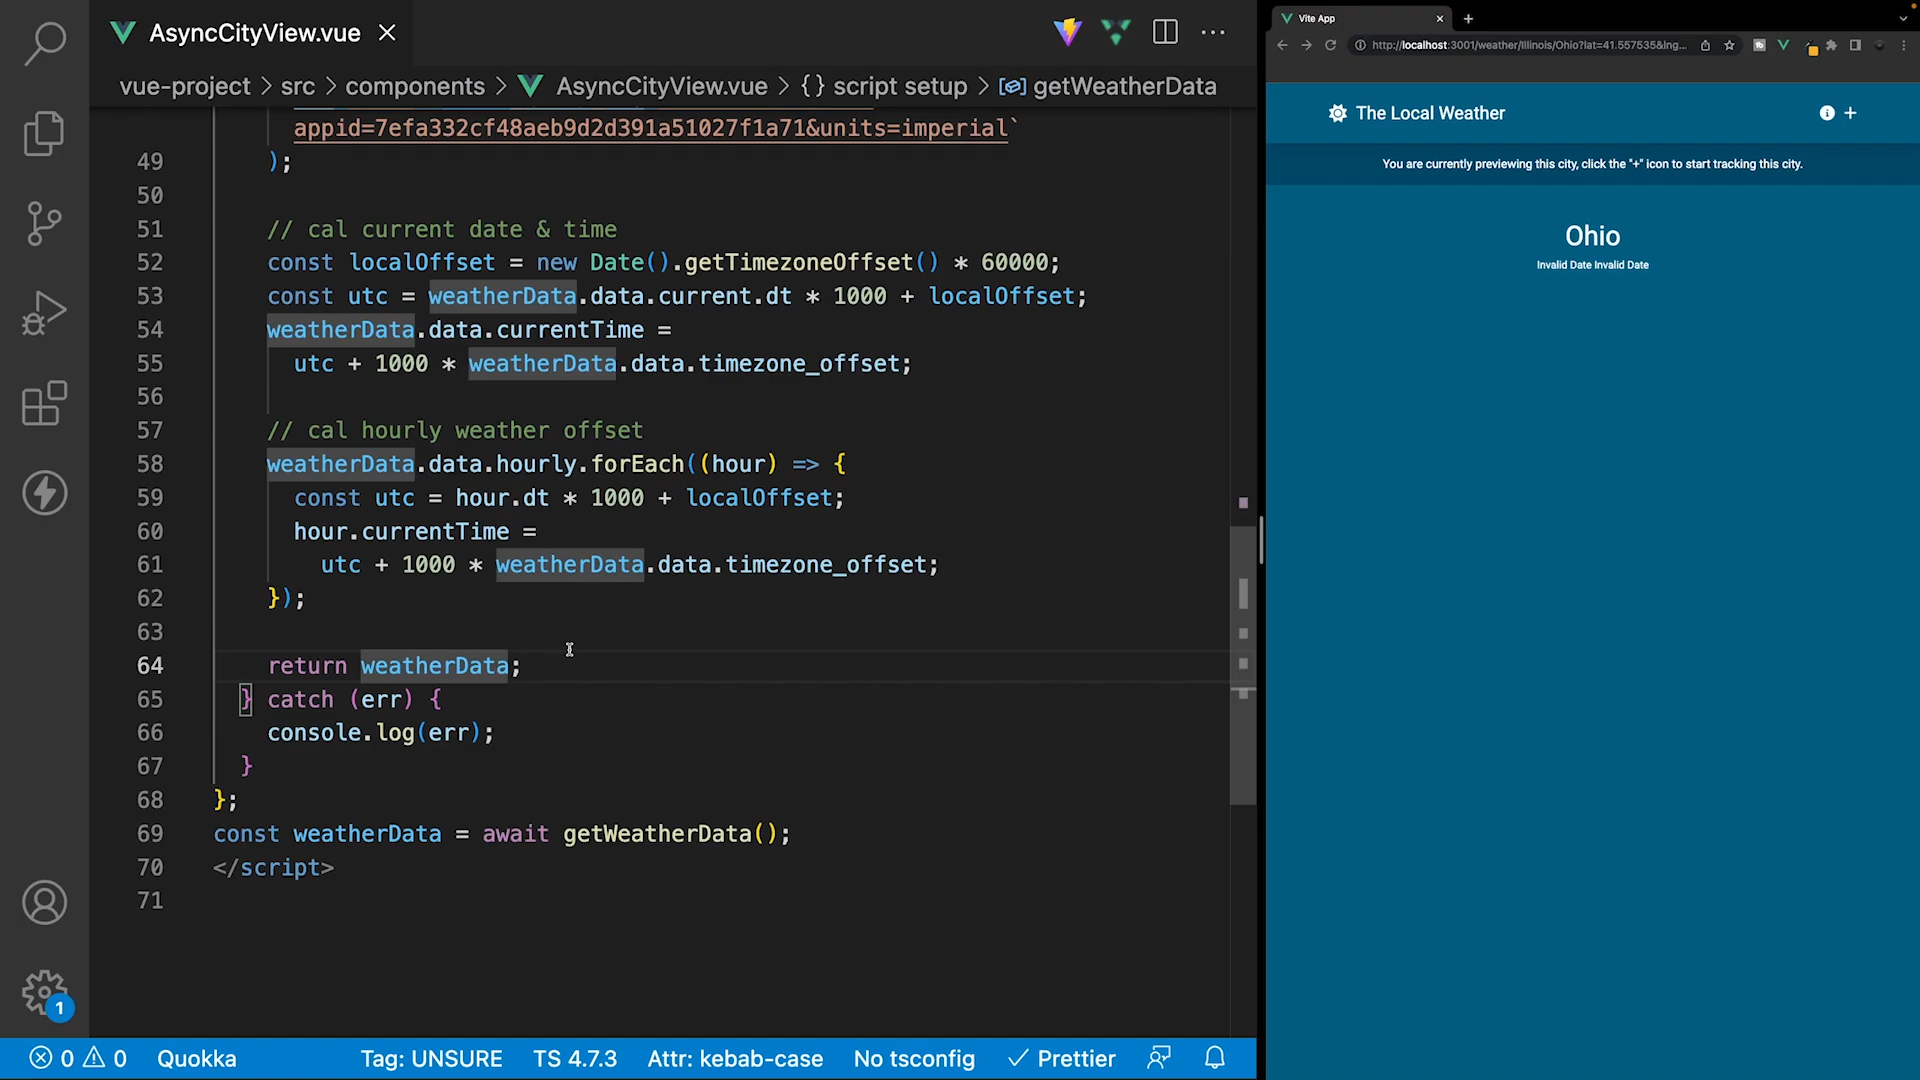 AsyncCityView.vue
vue-project > src > components > AsyncCityView.vue > {} script setup > getWeatherData
appid=7efa332cf48aeb9d2d391a51027f1a71&units=imperial`
49 );
50
51 // cal current date & time
52 const localOffset = new Date().getTimezoneOffset() * 60000;
53 const utc = weatherData.data.current.dt * 1000 + localOffset;
54 weatherData.data.currentTime =
55 utc + 1000 * weatherData.data.timezone_offset;
56
57 // cal hourly weather offset
58 weatherData.data.hourly.forEach((hour) => {
59 const utc = hour.dt * 1000 + localOffset;
60 hour.currentTime =
61 utc + 1000 * weatherData.data.timezone_offset;
62 });
63
64 return weatherData;
65 } catch (err) {
66 console.log(err);
67 }
68 };
69 const weatherData = await getWeatherData();
70 </script>
71
1
0 0 Quokka Tag: UNSURE TS 4.7.3 Attr: kebab-case No tsconfig Prettier
Vite App
http://localhost:3001/weather/Illinois/Ohio?lat=41.557535&lng...
The Local Weather
You are currently previewing this city, click the "+" icon to start tracking this city.
Ohio
Invalid Date Invalid Date